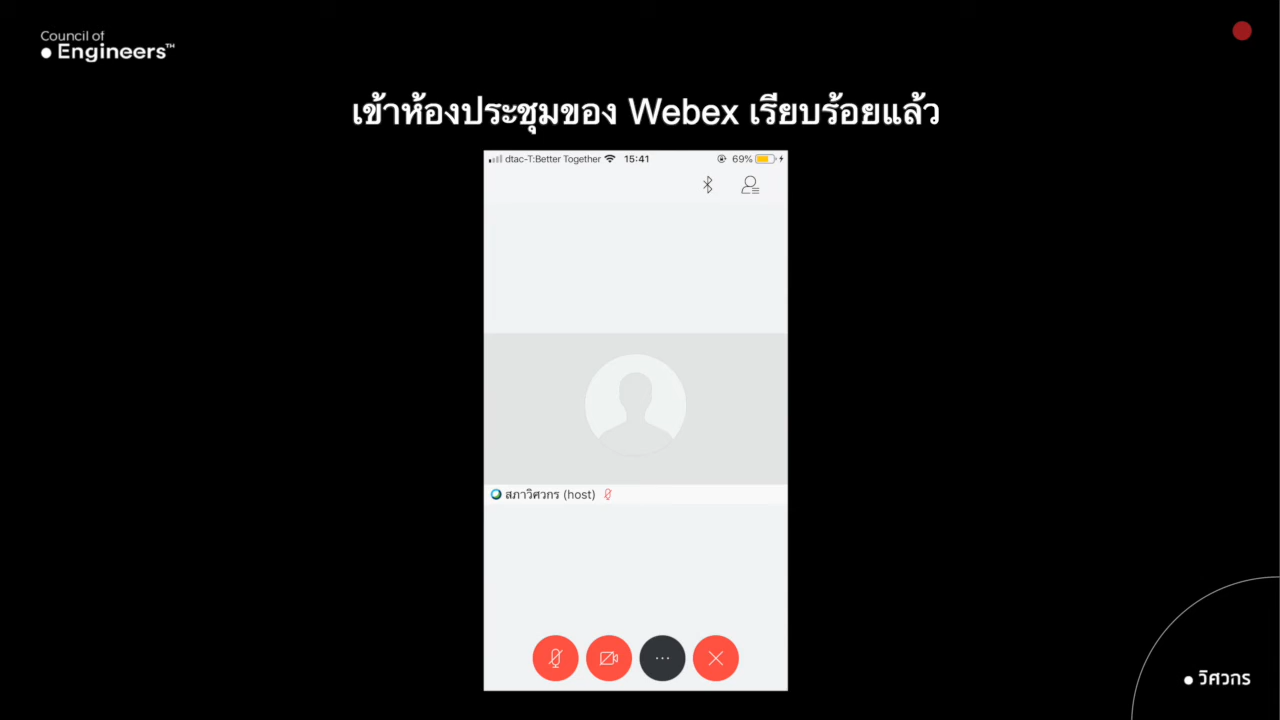 Council of
Engineers™
เข้าห้องประชุมของ Webex เรียบร้อยแล้ว
dtac-T:Better Together 15:41 69%
สภาวิศวกร (host)
วิศวกร